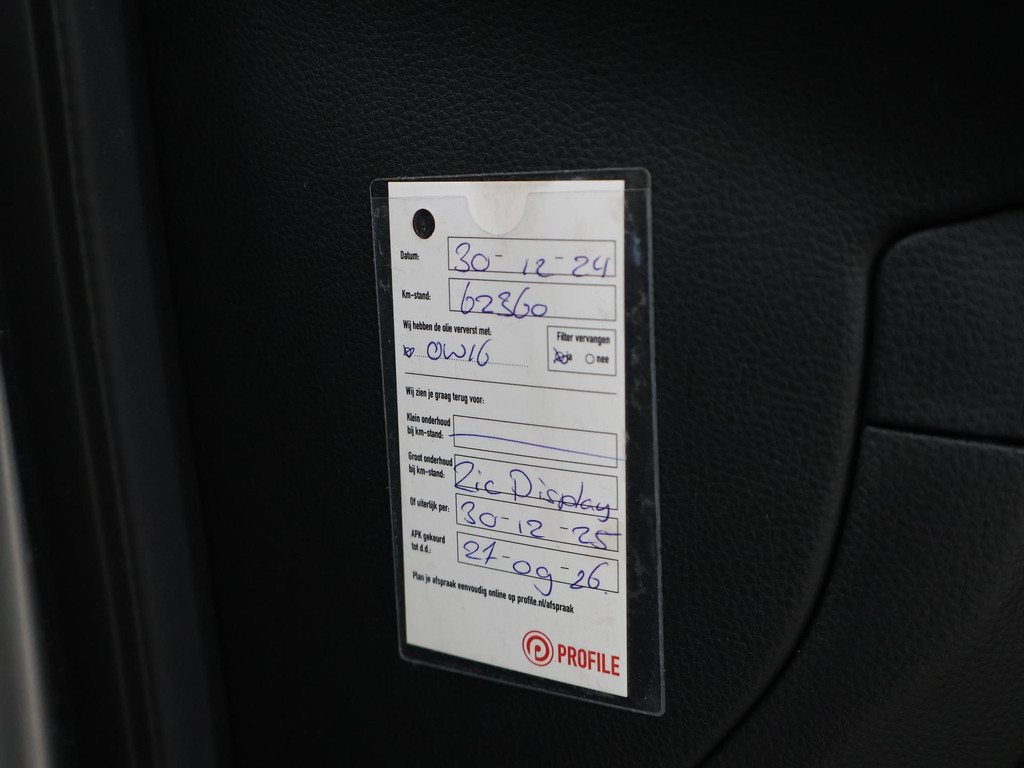 Datum: 30-12-24
Km-stand: 62360
Wij hebben de olie ververst met:
OW16
Filter vervangen
ja nee
Wij zien je graag terug voor:
Klein onderhoud
bij km-stand:
Groot onderhoud
bij km-stand: Zie Display
Of uiterlijk per: 30-12-25
APK gekeurd
tot d.d.: 27-09-26.
Plan je afspraak eenvoudig online op profile.nl/afspraak
PROFILE